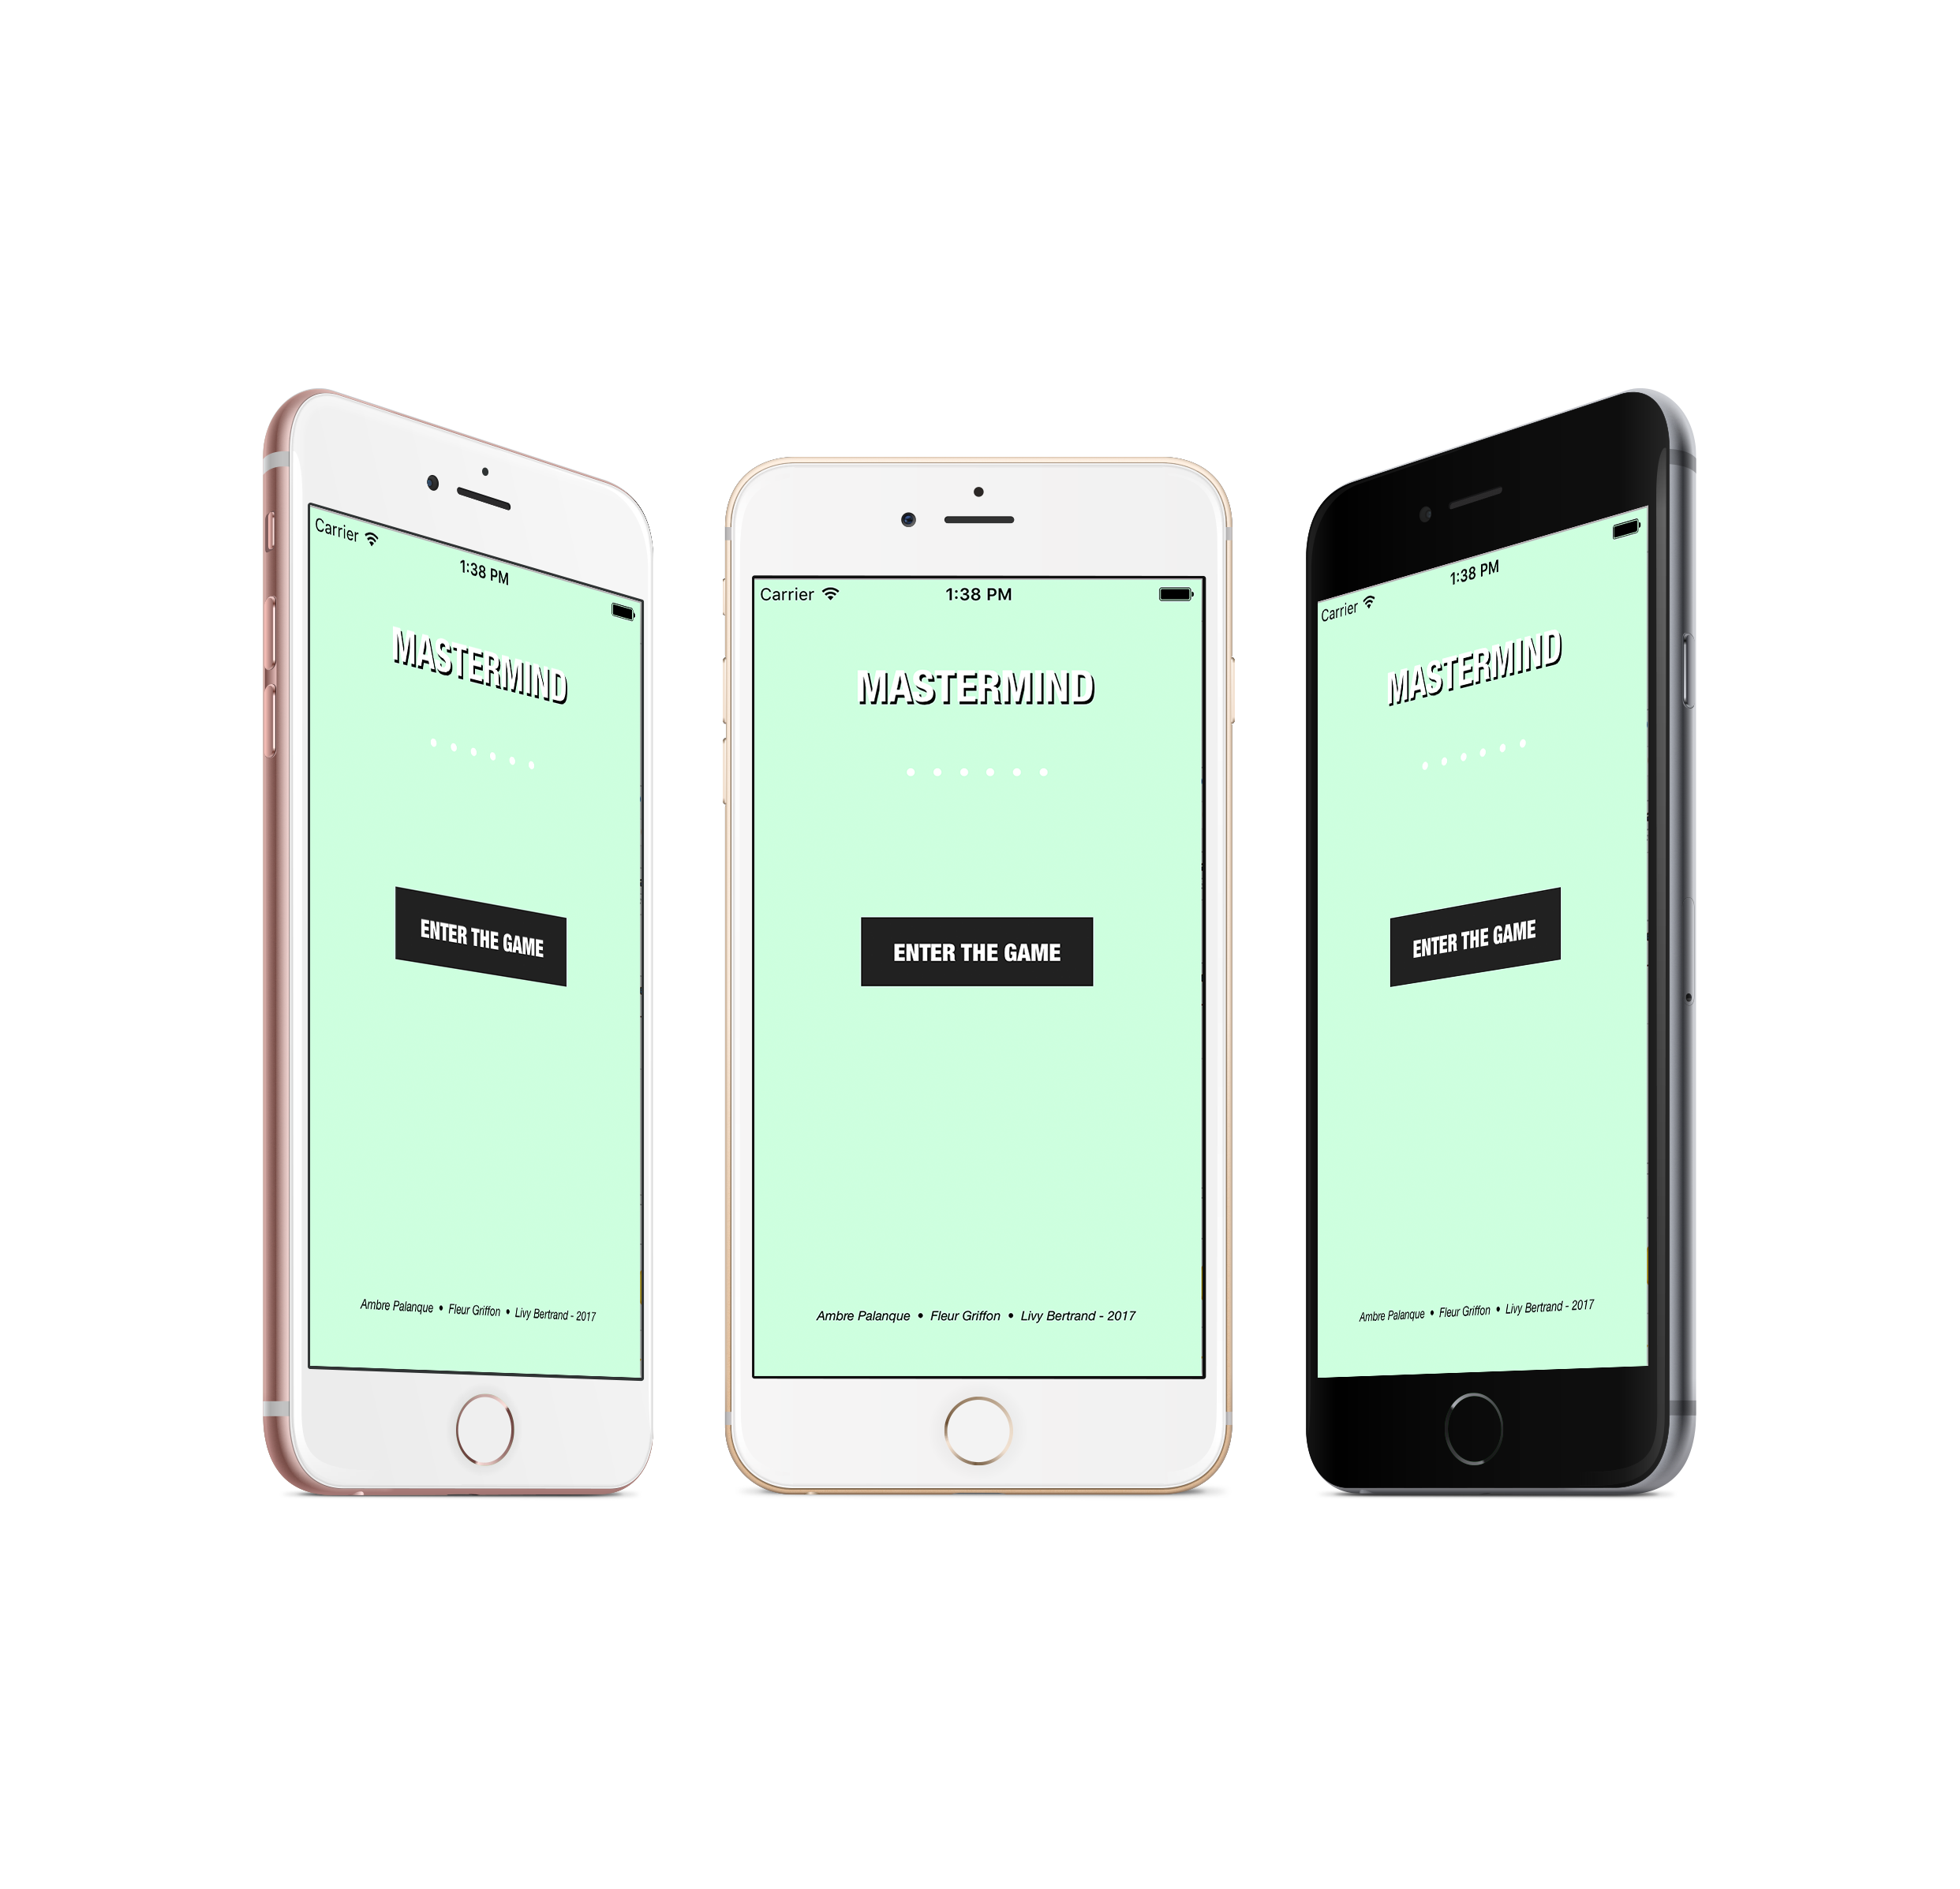 Carrier
1:38 PM
MASTERMIND
ENTER THE GAME
Ambre Palanque • Fleur Griffon • Livy Bertrand - 2017
Carrier 1:38 PM
MASTERMIND
ENTER THE GAME
Ambre Palanque • Fleur Griffon • Livy Bertrand - 2017
1:38 PM
Carrier
MASTERMIND
ENTER THE GAME
Ambre Palanque • Fleur Griffon • Livy Bertrand - 2017